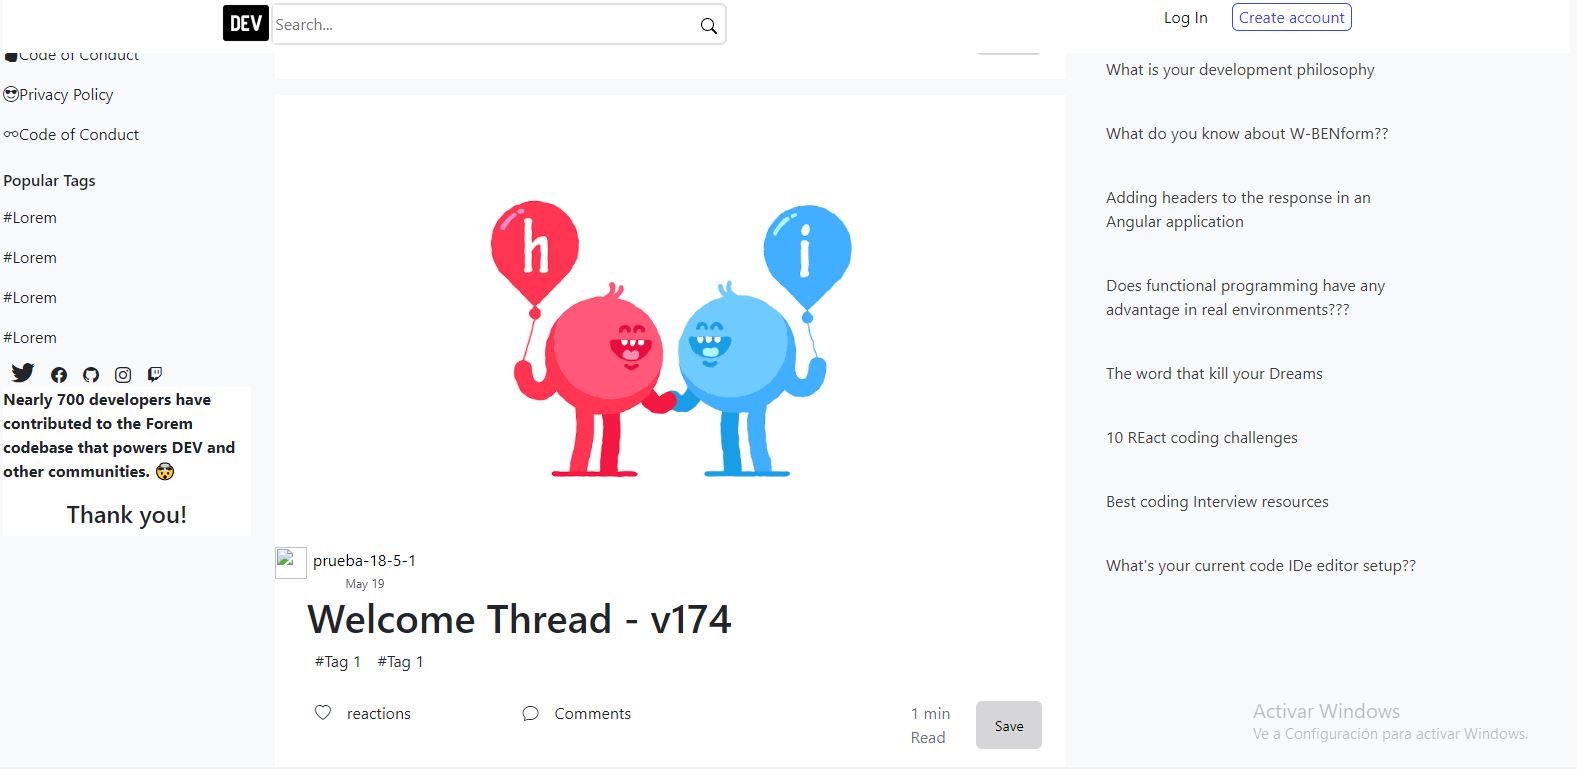 DEV
Search...
Log In
Create account
Code of Conduct
Privacy Policy
Code of Conduct
Popular Tags
#Lorem
#Lorem
#Lorem
#Lorem
Nearly 700 developers have
contributed to the Forem
codebase that powers DEV and
other communities. 🤯
Thank you!
h
i
prueba-18-5-1
May 19
Welcome Thread - v174
#Tag 1 #Tag 1
reactions
Comments
1 min
Read
Save
What is your development philosophy
What do you know about W-BENform??
Adding headers to the response in an
Angular application
Does functional programming have any
advantage in real environments???
The word that kill your Dreams
10 REact coding challenges
Best coding Interview resources
What's your current code IDe editor setup??
Activar Windows
Ve a Configuración para activar Windows.